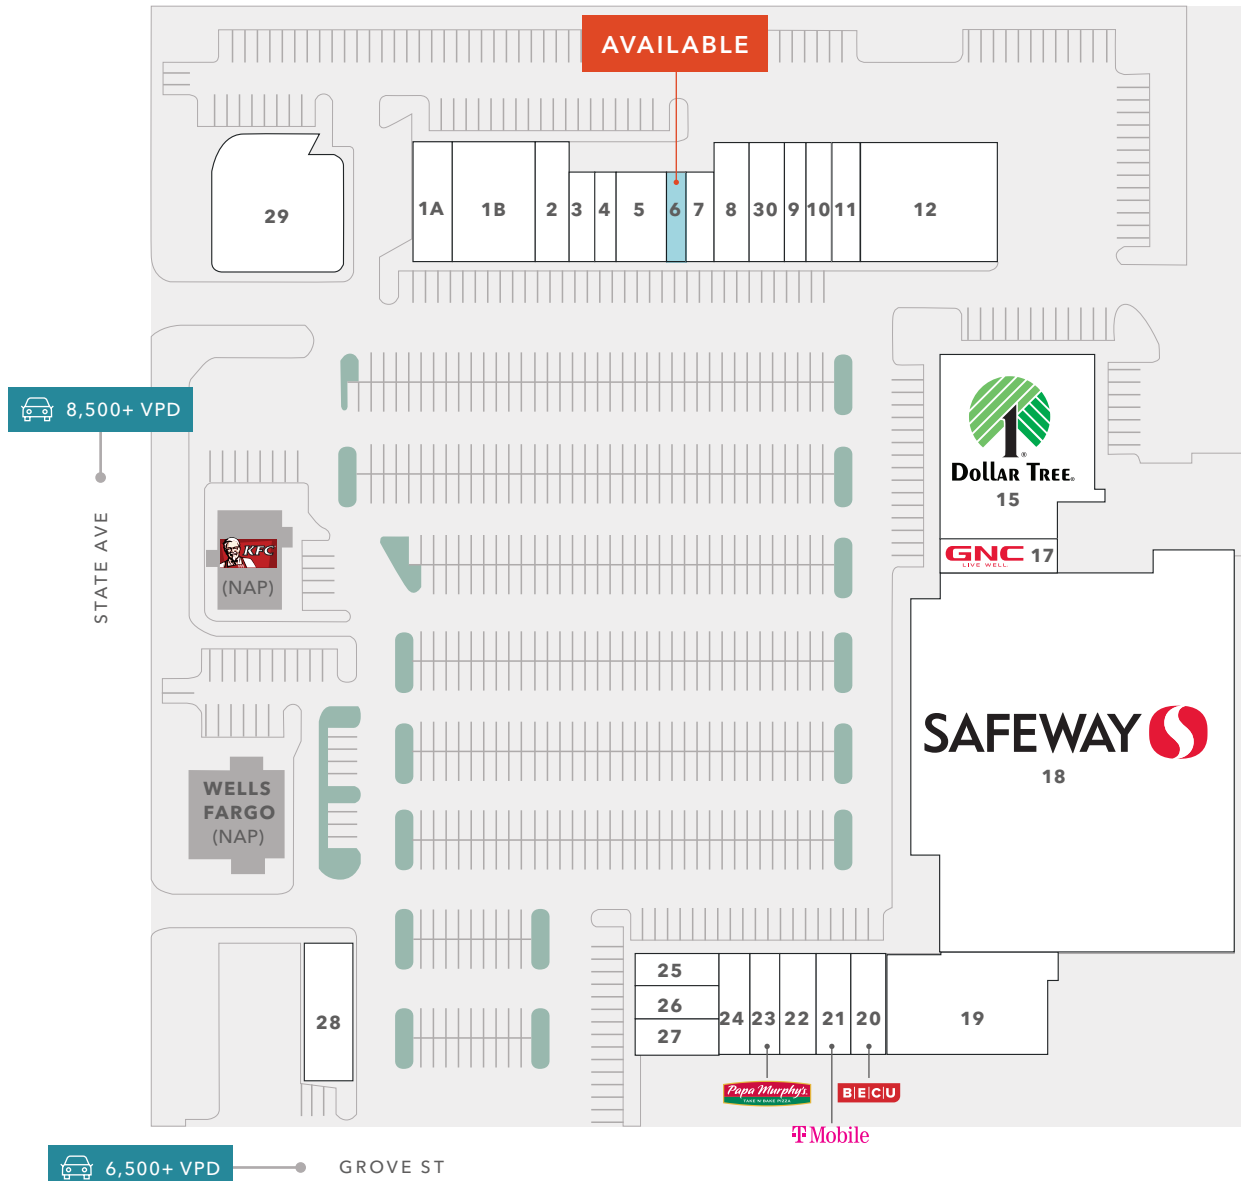 AVAILABLE
29
1A
1B
2
3
4
5
6
7
8
30
9
10
11
12
8,500+ VPD
STATE AVE
DOLLAR TREE®
15
KFC
(NAP)
GNC
LIVE WELL
17
SAFEWAY
18
WELLS
FARGO
(NAP)
25
26
27
24
23
22
21
20
19
28
Papa Murphy's
TAKE 'N' BAKE PIZZA
BECU
T Mobile
6,500+ VPD
GROVE ST